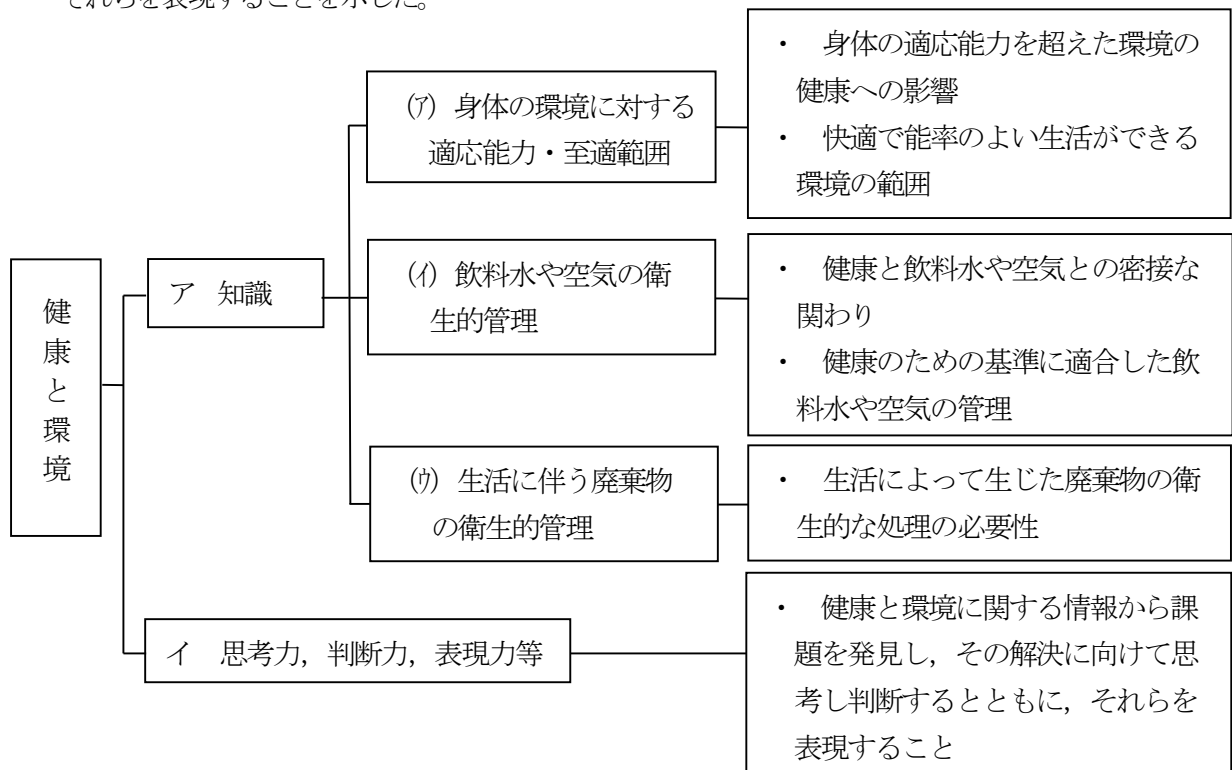 それらを表現することを示した。
健康と環境
ア 知識
(ア) 身体の環境に対する
適応能力・至適範囲
・ 身体の適応能力を超えた環境の
健康への影響
・ 快適で能率のよい生活ができる
環境の範囲
(イ) 飲料水や空気の衛
生的管理
・ 健康と飲料水や空気との密接な
関わり
・ 健康のための基準に適合した飲
料水や空気の管理
(ウ) 生活に伴う廃棄物
の衛生的管理
・ 生活によって生じた廃棄物の衛
生的な処理の必要性
イ 思考力，判断力，表現力等
・ 健康と環境に関する情報から課
題を発見し，その解決に向けて思
考し判断するとともに，それらを
表現すること